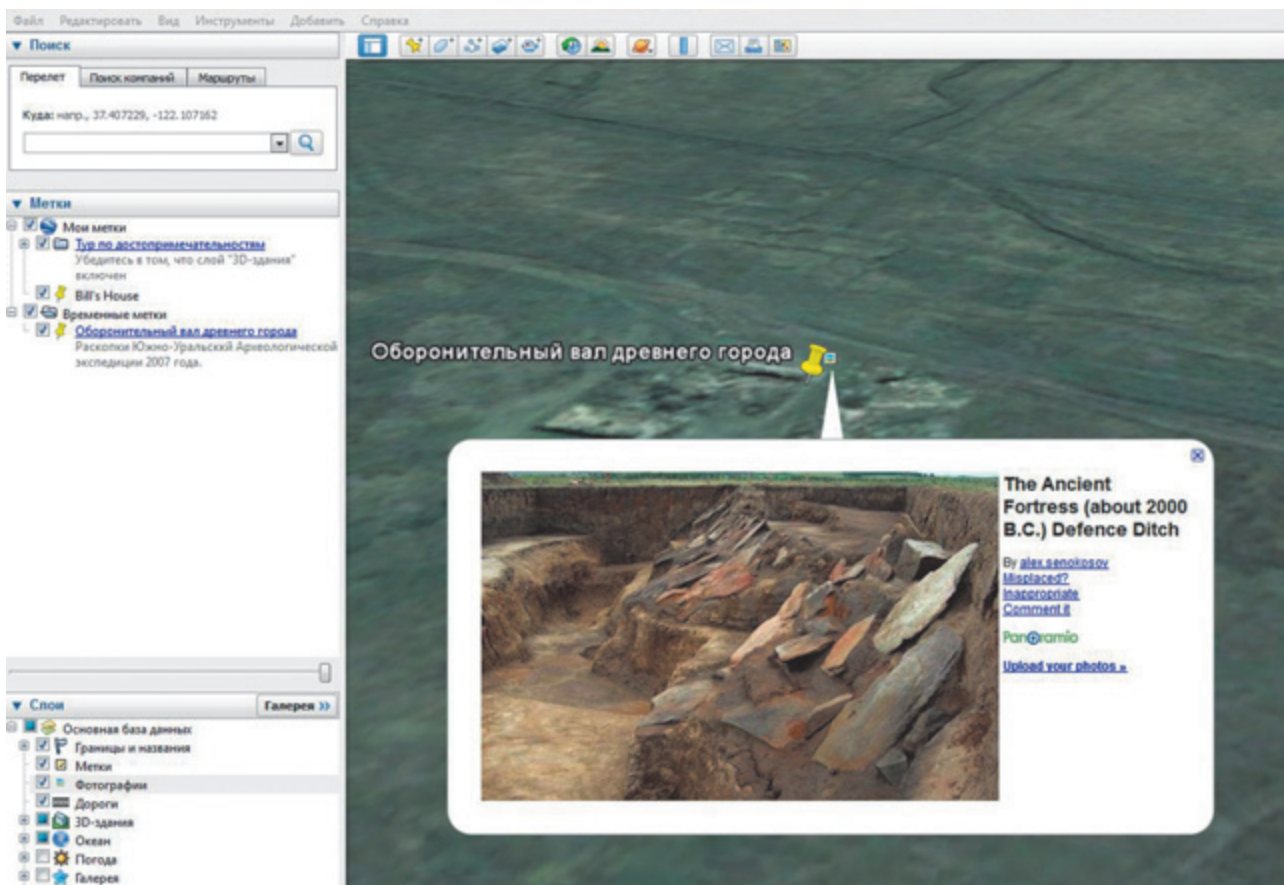 Файл Редактировать Вид Инструменты Добавить Справка
Поиск
Перелет Поиск компаний Маршруты
Куда: напр., 37.407229, -122.107162
Метки
Мои метки
Тур по достопримечательностям
Убедитесь в том, что слой "3D-здания"
включен
Bill's House
Временные метки
Оборонительный вал древнего города
Раскопки Южно-Уральсккй Археологической
экспедиции 2007 года.
Слои
Галерея »
Основная база данных
Границы и названия
Метки
Фотографии
Дороги
3D-здания
Океан
Погода
Галерея
Оборонительный вал древнего города
The Ancient
Fortress (about 2000
B.C.) Defence Ditch
By alex.senokosov
Misplaced?
Inappropriate
Comment it
Panoramio
Upload your photos »